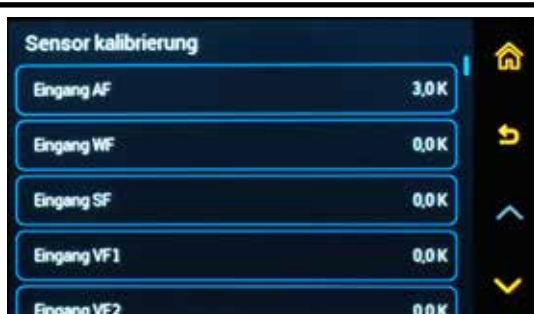 Sensor kalibrierung
Eingang AF 3,0 K
Eingang WF 0,0 K
Eingang SF 0,0 K
Eingang VF1 0,0 K
Eingang VF2 0,0 K